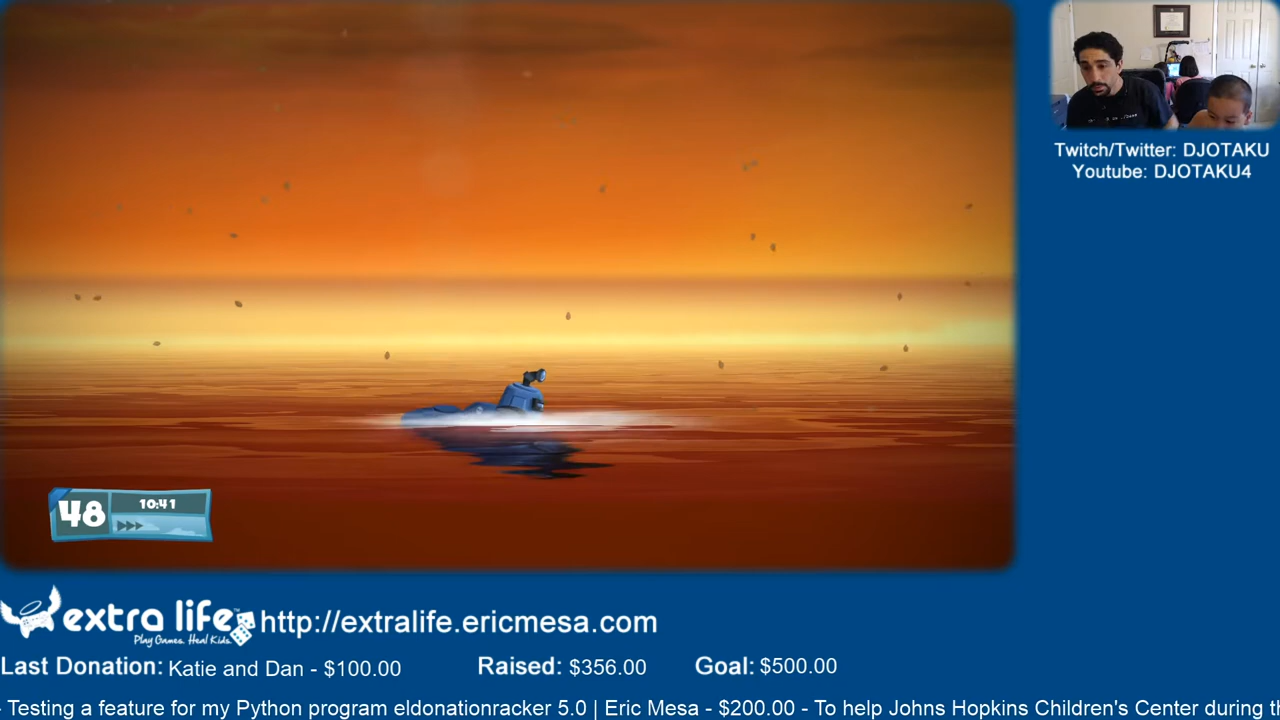 Twitch/Twitter: DJOTAKU
Youtube: DJOTAKU4
48
10:41
extra life
Play Games. Heal Kids.
http://extralife.ericmesa.com
Last Donation: Katie and Dan - $100.00
Raised: $356.00
Goal: $500.00
- Testing a feature for my Python program eldonationracker 5.0 | Eric Mesa - $200.00 - To help Johns Hopkins Children's Center during